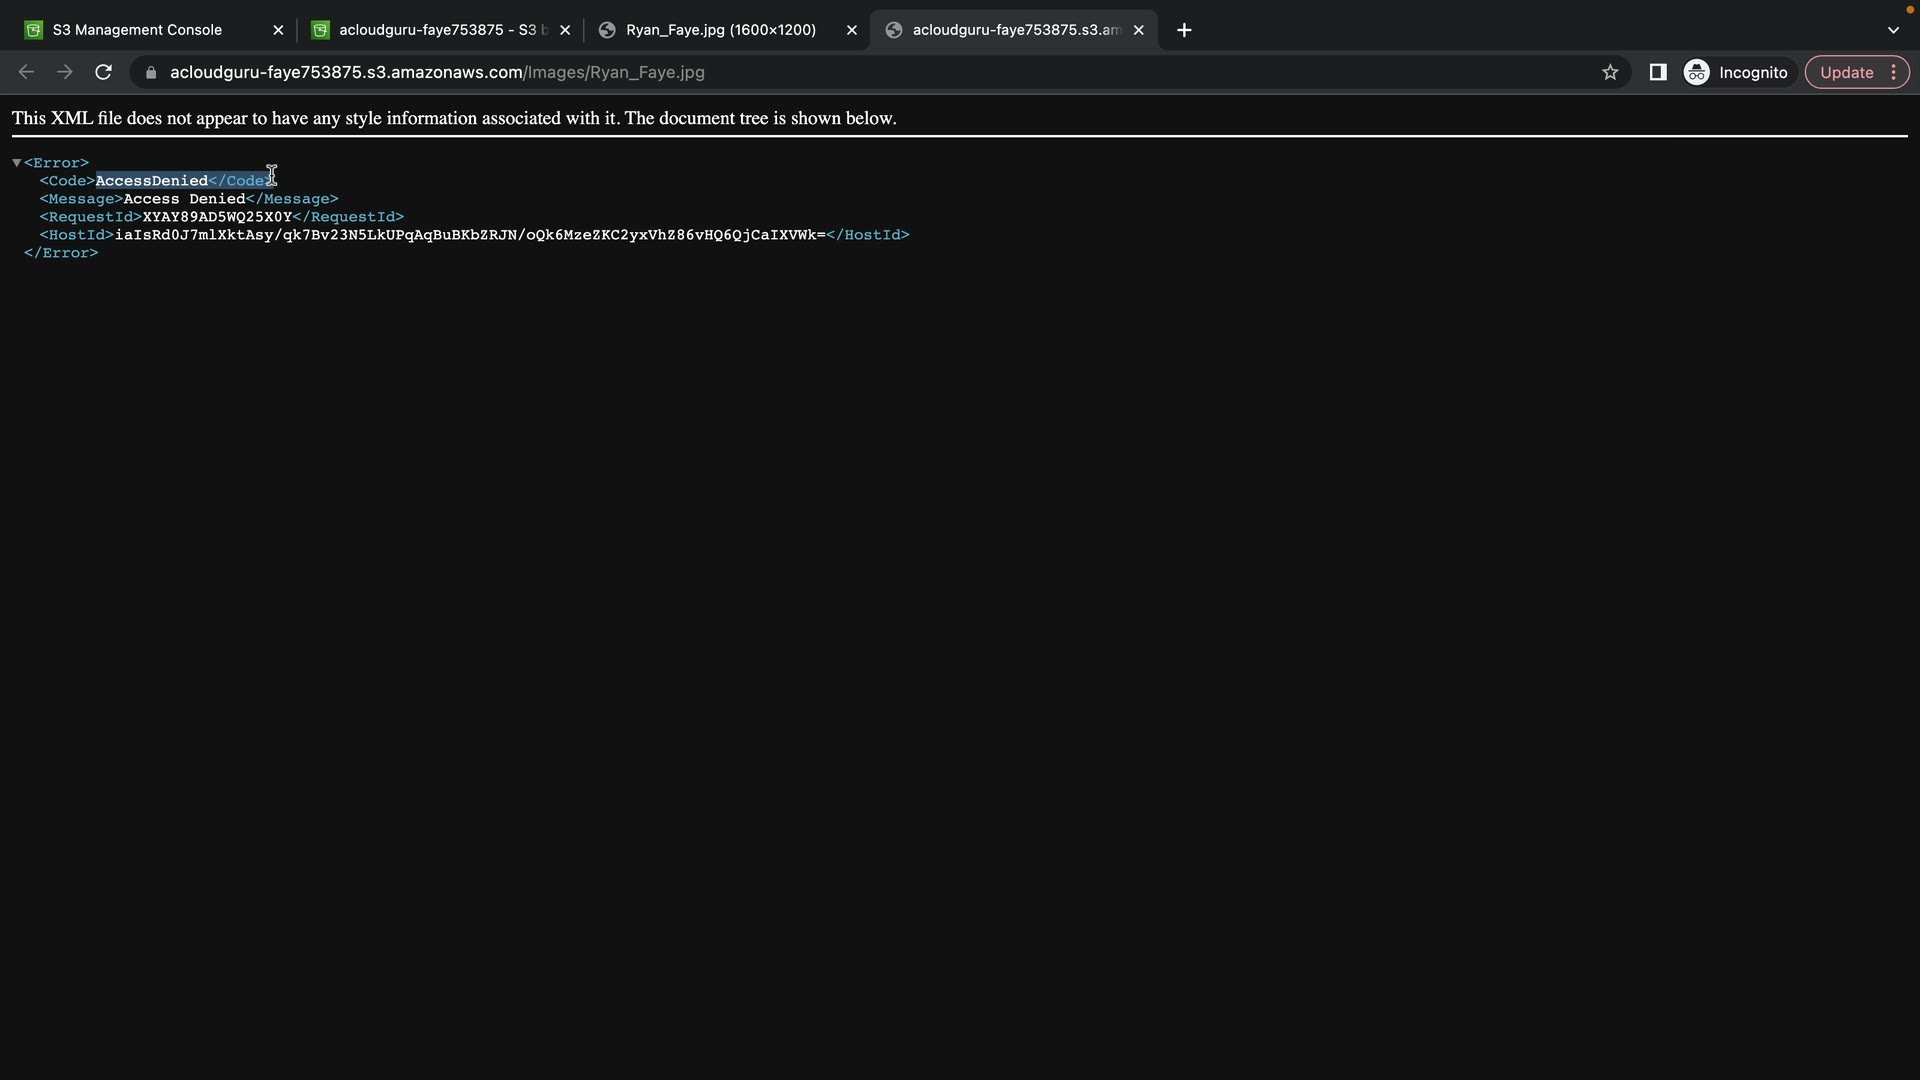 S3 Management Console
acloudguru-faye753875 - S3 b
Ryan_Faye.jpg (1600×1200)
acloudguru-faye753875.s3.am
acloudguru-faye753875.s3.amazonaws.com/Images/Ryan_Faye.jpg
Incognito
Update
This XML file does not appear to have any style information associated with it. The document tree is shown below.
<Error>
<Code>AccessDenied</Code>
<Message>Access Denied</Message>
<RequestId>XYAY89AD5WQ25X0Y</RequestId>
<HostId>iaIsRd0J7mlXktAsy/qk7Bv23N5LkUPqAqBuBKbZRJN/oQk6MzeZKC2yxVhZ86vHQ6QjCaIXVWk=</HostId>
</Error>